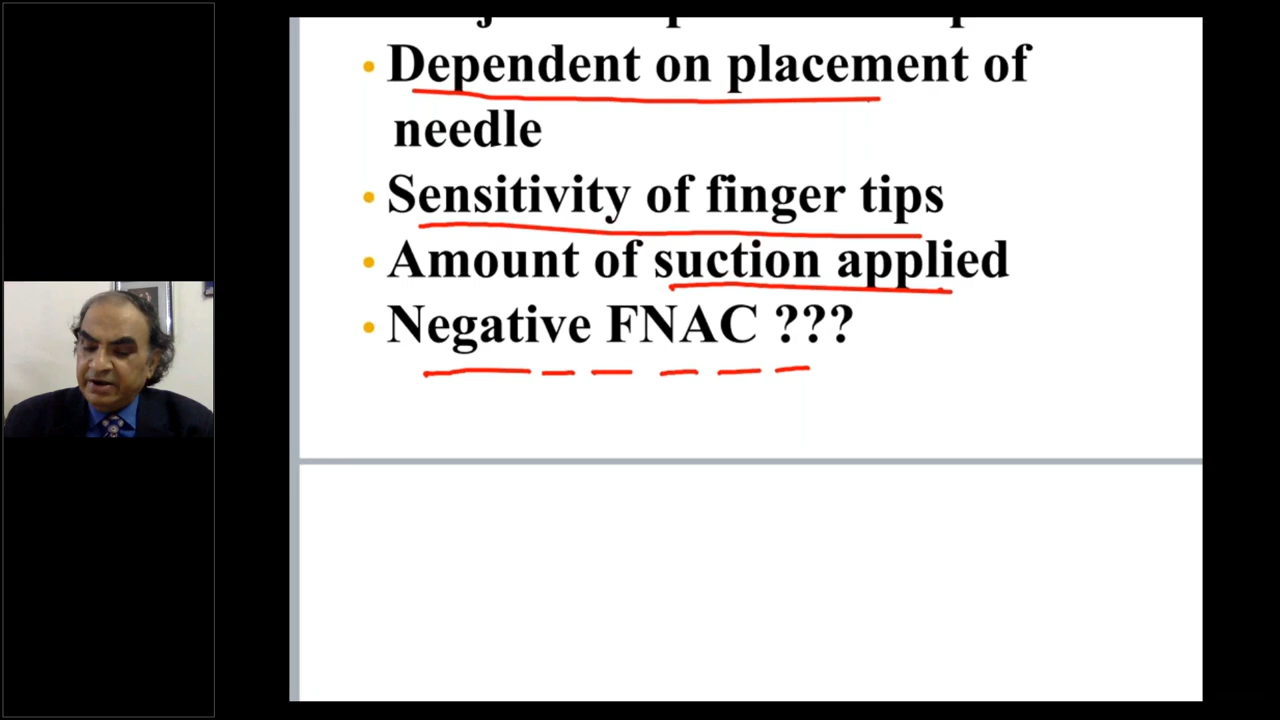 • Dependent on placement of
needle
• Sensitivity of finger tips
• Amount of suction applied
• Negative FNAC ???